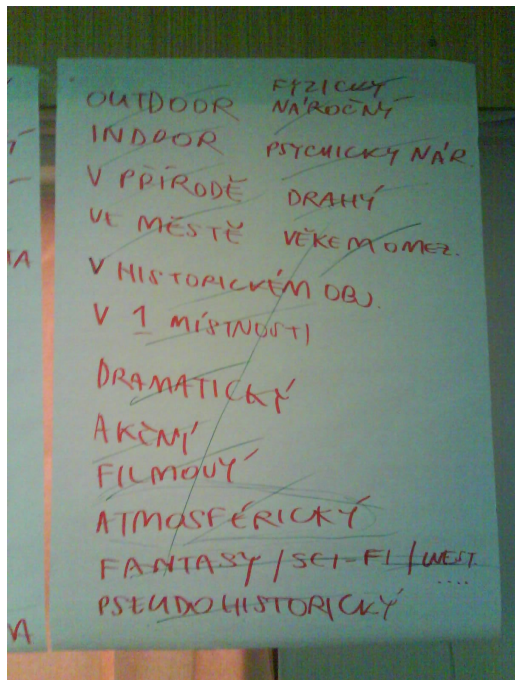 OUTDOOR
INDOOR
V PŘÍRODĚ
VE MĚSTĚ
V HISTORICKÉM OBJ.
V 1 MÍSTNOSTI
FYZICKY
NÁROČNÝ
PSYCHICKY NÁR.
DRAHÝ
VĚKEM OMEZ.
DRAMATICKÝ
AKČNÍ
FILMOVÝ
ATMOSFÉRICKÝ
FANTASY / SCI-FI / WEST....
PSEUDOHISTORICKÝ